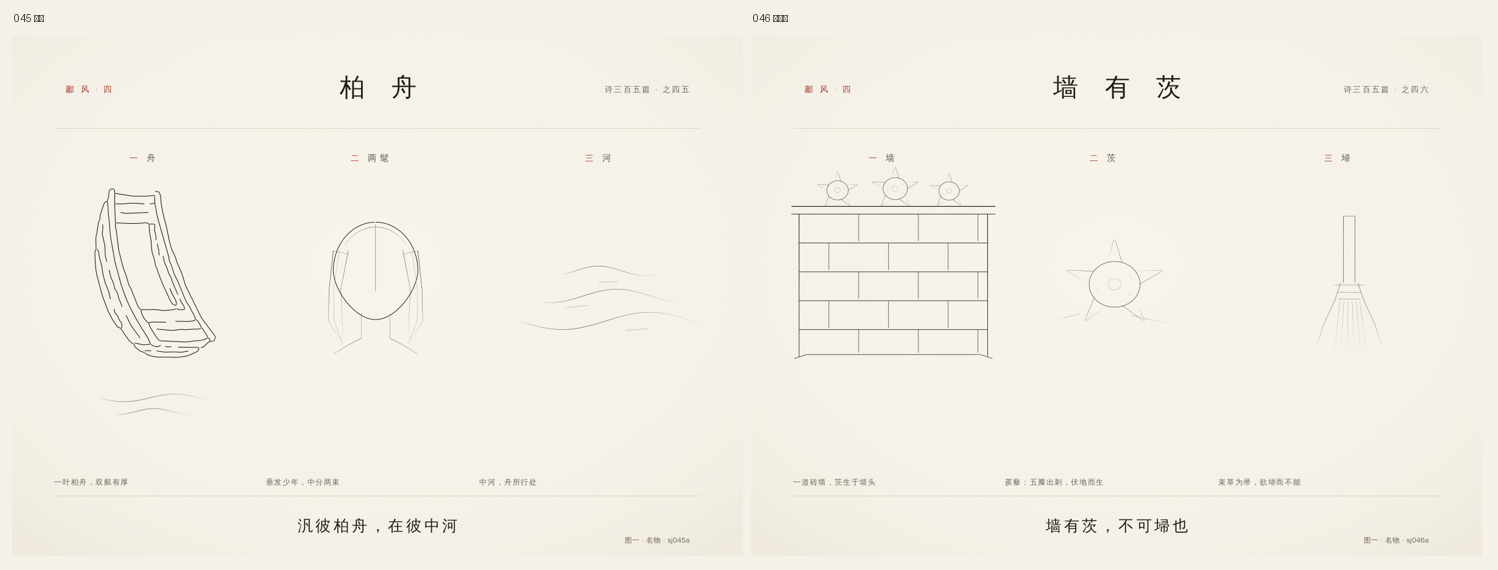 045
鄘 风 · 四
柏 舟
诗三百五篇 · 之四五
一 舟
二 两髦
三 河
一叶柏舟，双舷有厚
垂发少年，中分两束
中河，舟所行处
汎彼柏舟，在彼中河
图一 · 名物 · sj045a
046
鄘 风 · 四
墙 有 茨
诗三百五篇 · 之四六
一 墙
二 茨
三 埽
一道砖墙，茨生于墙头
蒺藜：五瓣出刺，伏地而生
束草为帚，欲埽而不能
墙有茨，不可埽也
图一 · 名物 · sj046a